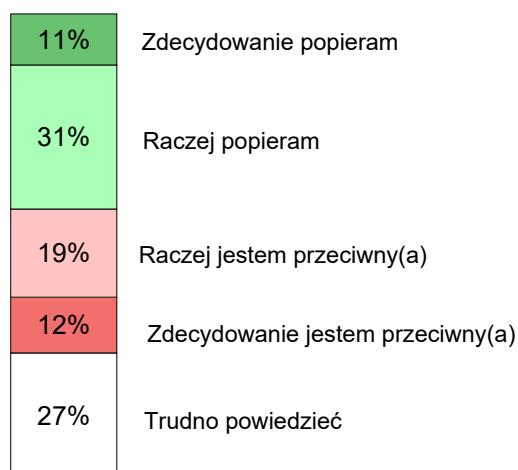 11% Zdecydowanie popieram
31% Raczej popieram
19% Raczej jestem przeciwny(a)
12% Zdecydowanie jestem przeciwny(a)
27% Trudno powiedzieć